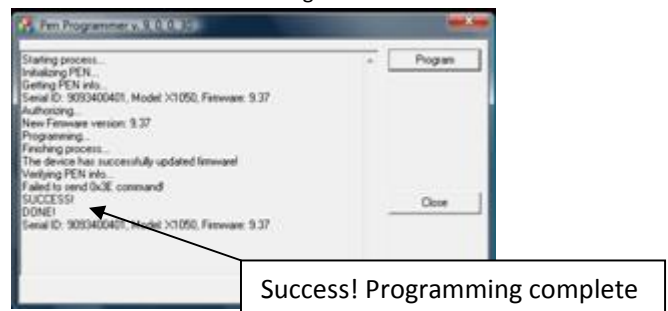 Pen Programmer v. 9. 0. 0. 30
Starting process...
Program
Initializing PEN...
Getting PEN info...
Serial ID: 9093400401, Model: X1050, Firmware: 9.37
Authorizing...
New Firmware version: 9.37
Programming...
Finishing process...
The device has successfully updated firmware!
Verifying PEN info...
Failed to send 0x3E command!
SUCCESS!
Close
DONE!
Serial ID: 9093400401, Model: X1050, Firmware: 9.37
Success! Programming complete